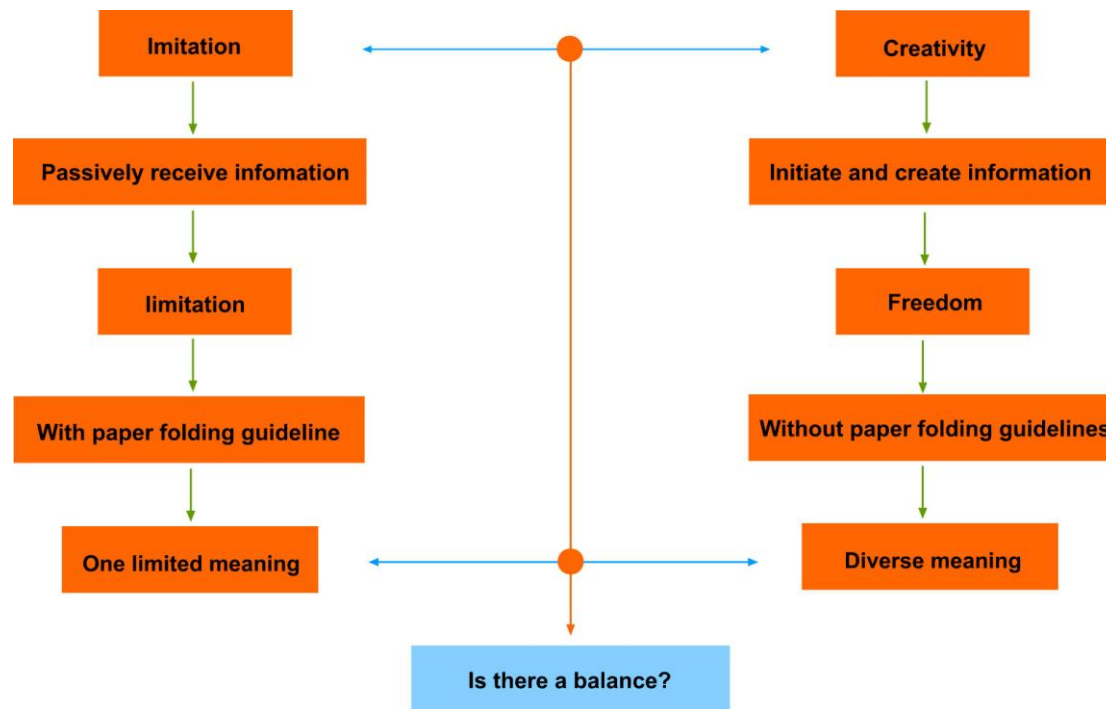 Imitation
Creativity
Passively receive infomation
Initiate and create information
limitation
Freedom
With paper folding guideline
Without paper folding guidelines
One limited meaning
Diverse meaning
Is there a balance?